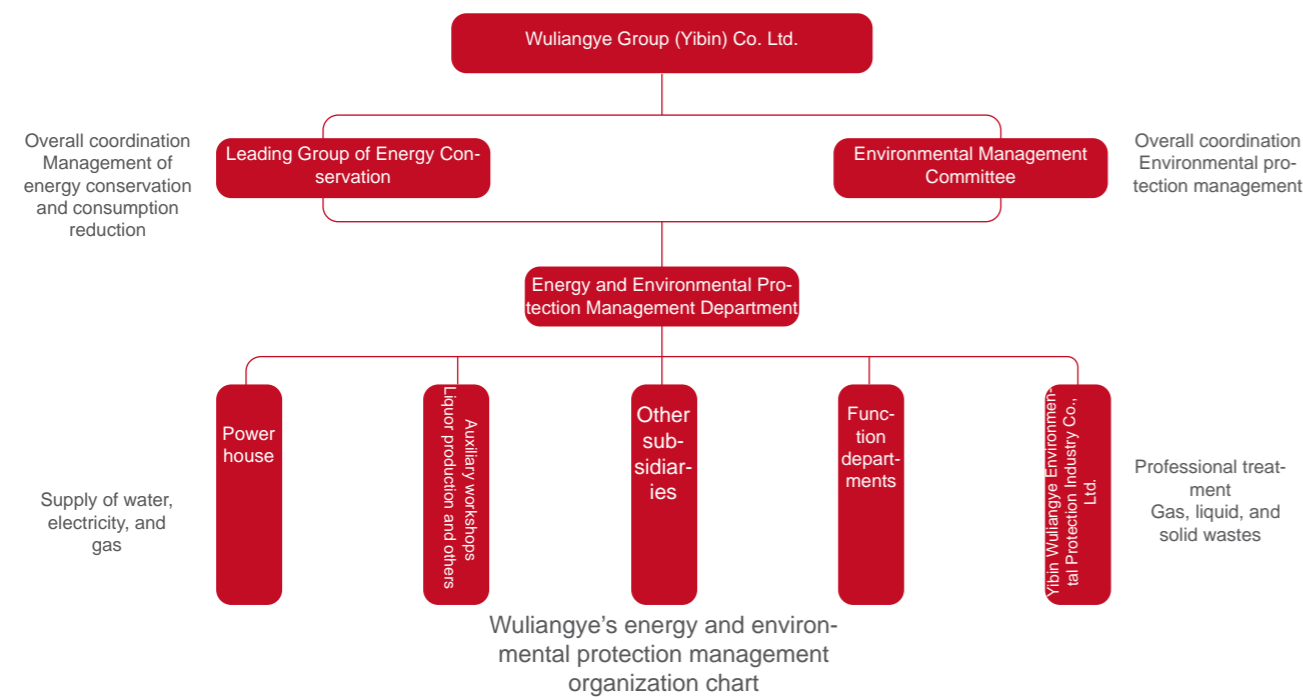 Wuliangye Group (Yibin) Co. Ltd.
Overall coordination
Management of
energy conservation
and consumption
reduction
Leading Group of Energy Con-
servation
Environmental Management
Committee
Overall coordination
Environmental pro-
tection management
Energy and Environmental Pro-
tection Management Department
Supply of water,
electricity, and
gas
Power
house
Auxiliary workshops
Liquor production and others
Other
sub-
sidiar-
ies
Func-
tion
depart-
ments
Yibin Wuliangye Environmen-
tal Protection Industry Co.,
Ltd.
Professional treat-
ment
Gas, liquid, and
solid wastes
Wuliangye’s energy and environ-
mental protection management
organization chart